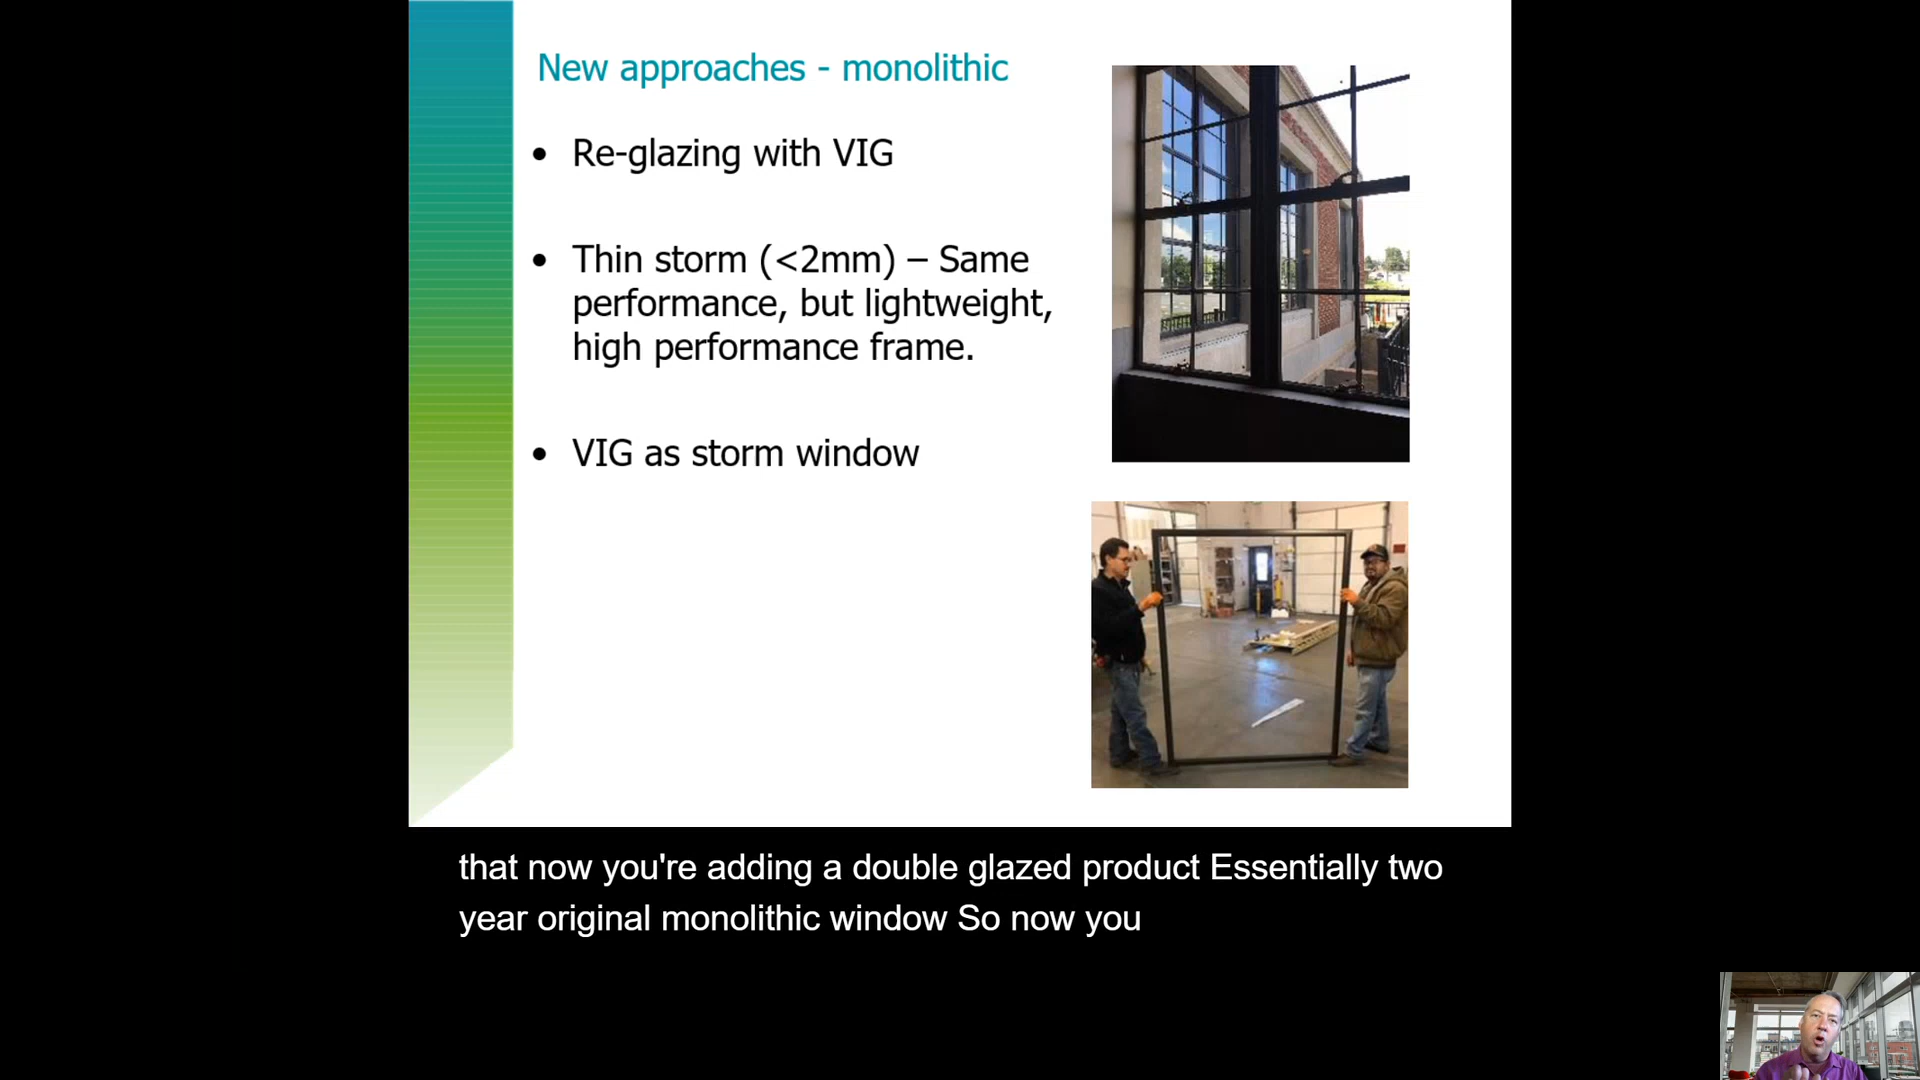 New approaches - monolithic
• Re-glazing with VIG
• Thin storm (<2mm) – Same
performance, but lightweight,
high performance frame.
• VIG as storm window
that now you're adding a double glazed product Essentially two
year original monolithic window So now you